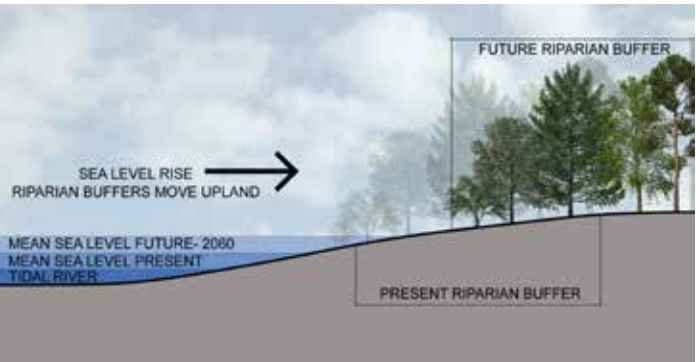 FUTURE RIPARIAN BUFFER
SEA LEVEL RISE
RIPARIAN BUFFERS MOVE UPLAND
MEAN SEA LEVEL FUTURE- 2060
MEAN SEA LEVEL PRESENT
TIDAL RIVER
PRESENT RIPARIAN BUFFER